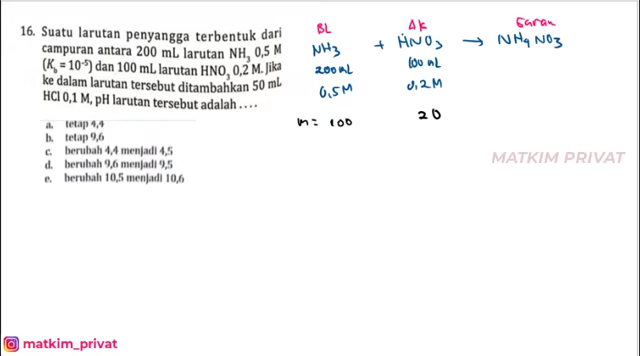 16. Suatu larutan penyangga terbentuk dari
campuran antara 200 mL larutan NH₃ 0,5 M
(K_b = 10⁻⁵) dan 100 mL larutan HNO₃ 0,2 M. Jika
ke dalam larutan tersebut ditambahkan 50 mL
HCl 0,1 M, pH larutan tersebut adalah . . . .
a. tetap 4,4
b. tetap 9,6
c. berubah 4,4 menjadi 4,5
d. berubah 9,6 menjadi 9,5
e. berubah 10,5 menjadi 10,6
BL AK Garam
NH₃ + HNO₃ → NH₄NO₃
200 mL 100 mL
0,5 M 0,2 M
n = 100 20
MATKIM PRIVAT
matkim_privat